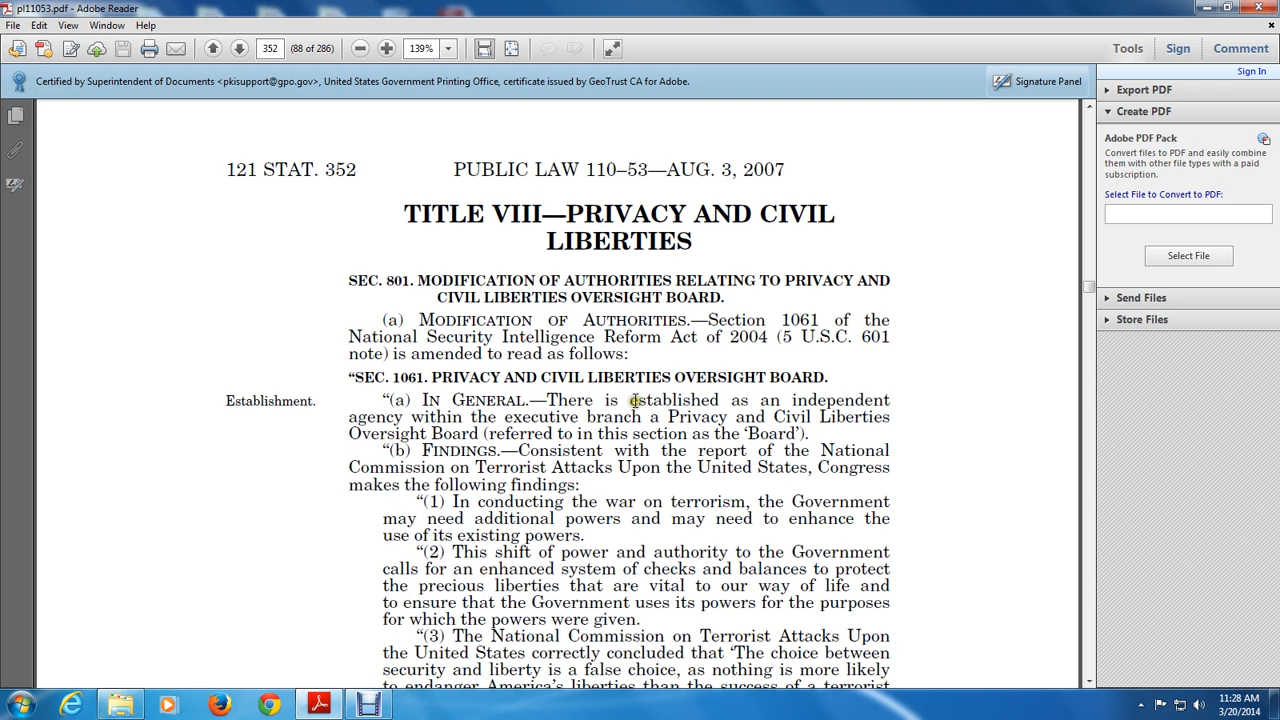 pl11053.pdf - Adobe Reader
File Edit View Window Help
352 (88 of 286) 139% Tools Sign Comment
Certified by Superintendent of Documents <pkisupport@gpo.gov>, United States Government Printing Office, certificate issued by GeoTrust CA for Adobe. Signature Panel
Sign In
Export PDF
Create PDF
Adobe PDF Pack
Convert files to PDF and easily combine
them with other file types with a paid
subscription.
Select File to Convert to PDF:
Select File
Send Files
Store Files
121 STAT. 352 PUBLIC LAW 110–53—AUG. 3, 2007
TITLE VIII—PRIVACY AND CIVIL
LIBERTIES
SEC. 801. MODIFICATION OF AUTHORITIES RELATING TO PRIVACY AND
CIVIL LIBERTIES OVERSIGHT BOARD.
(a) MODIFICATION OF AUTHORITIES.—Section 1061 of the
National Security Intelligence Reform Act of 2004 (5 U.S.C. 601
note) is amended to read as follows:
“SEC. 1061. PRIVACY AND CIVIL LIBERTIES OVERSIGHT BOARD.
Establishment.
“(a) IN GENERAL.—There is established as an independent
agency within the executive branch a Privacy and Civil Liberties
Oversight Board (referred to in this section as the ‘Board’).
“(b) FINDINGS.—Consistent with the report of the National
Commission on Terrorist Attacks Upon the United States, Congress
makes the following findings:
“(1) In conducting the war on terrorism, the Government
may need additional powers and may need to enhance the
use of its existing powers.
“(2) This shift of power and authority to the Government
calls for an enhanced system of checks and balances to protect
the precious liberties that are vital to our way of life and
to ensure that the Government uses its powers for the purposes
for which the powers were given.
“(3) The National Commission on Terrorist Attacks Upon
the United States correctly concluded that ‘The choice between
security and liberty is a false choice, as nothing is more likely
to endanger America’s liberties than the success of a terrorist
11:28 AM
3/20/2014